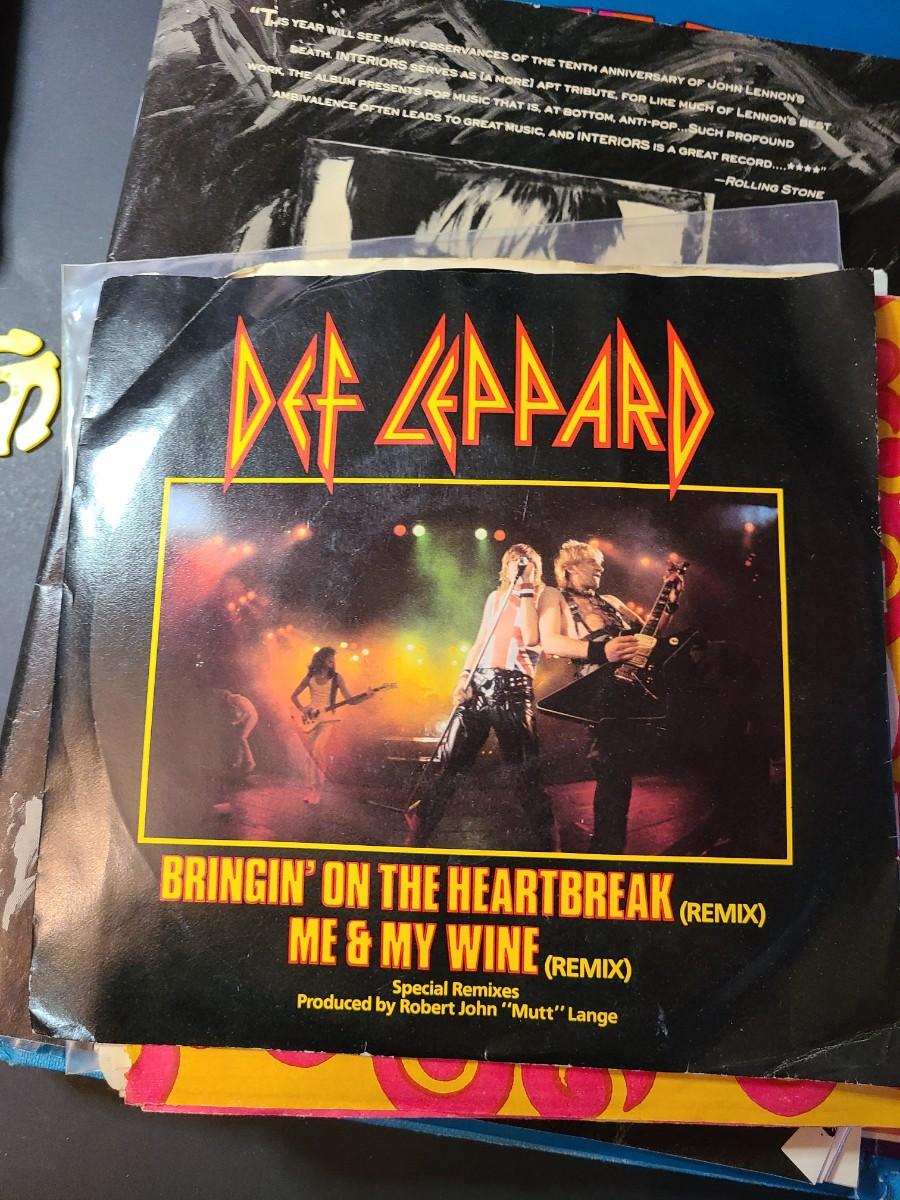 “This year will see many observances of the tenth anniversary of John Lennon's
death. INTERIORS serves as (a more) apt tribute, for like much of Lennon's best
work, the album presents pop music that is, at bottom, anti-pop...Such profound
ambivalence often leads to great music, and INTERIORS is a great record....****”
—Rolling Stone
DEF LEPPARD
BRINGIN' ON THE HEARTBREAK (REMIX)
ME & MY WINE (REMIX)
Special Remixes
Produced by Robert John “Mutt” Lange